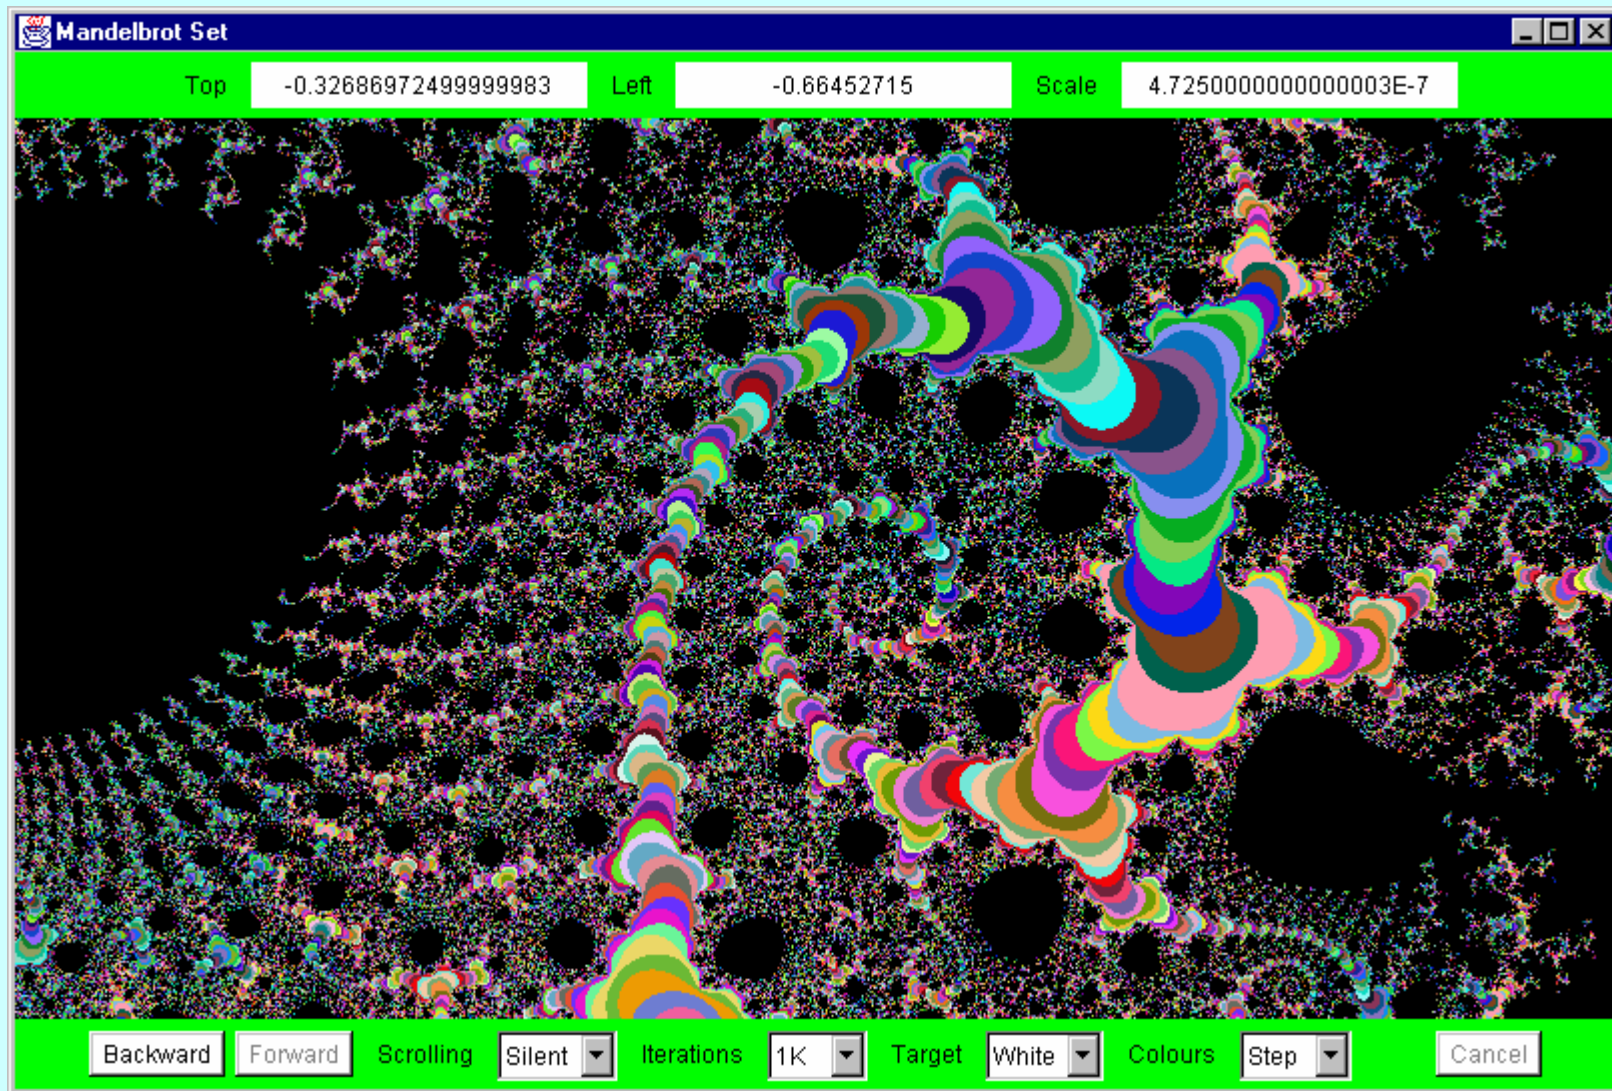 Mandelbrot Set
Top -0.32686972499999983 Left -0.66452715 Scale 4.7250000000000003E-7
Backward Forward Scrolling Silent Iterations 1K Target White Colours Step Cancel